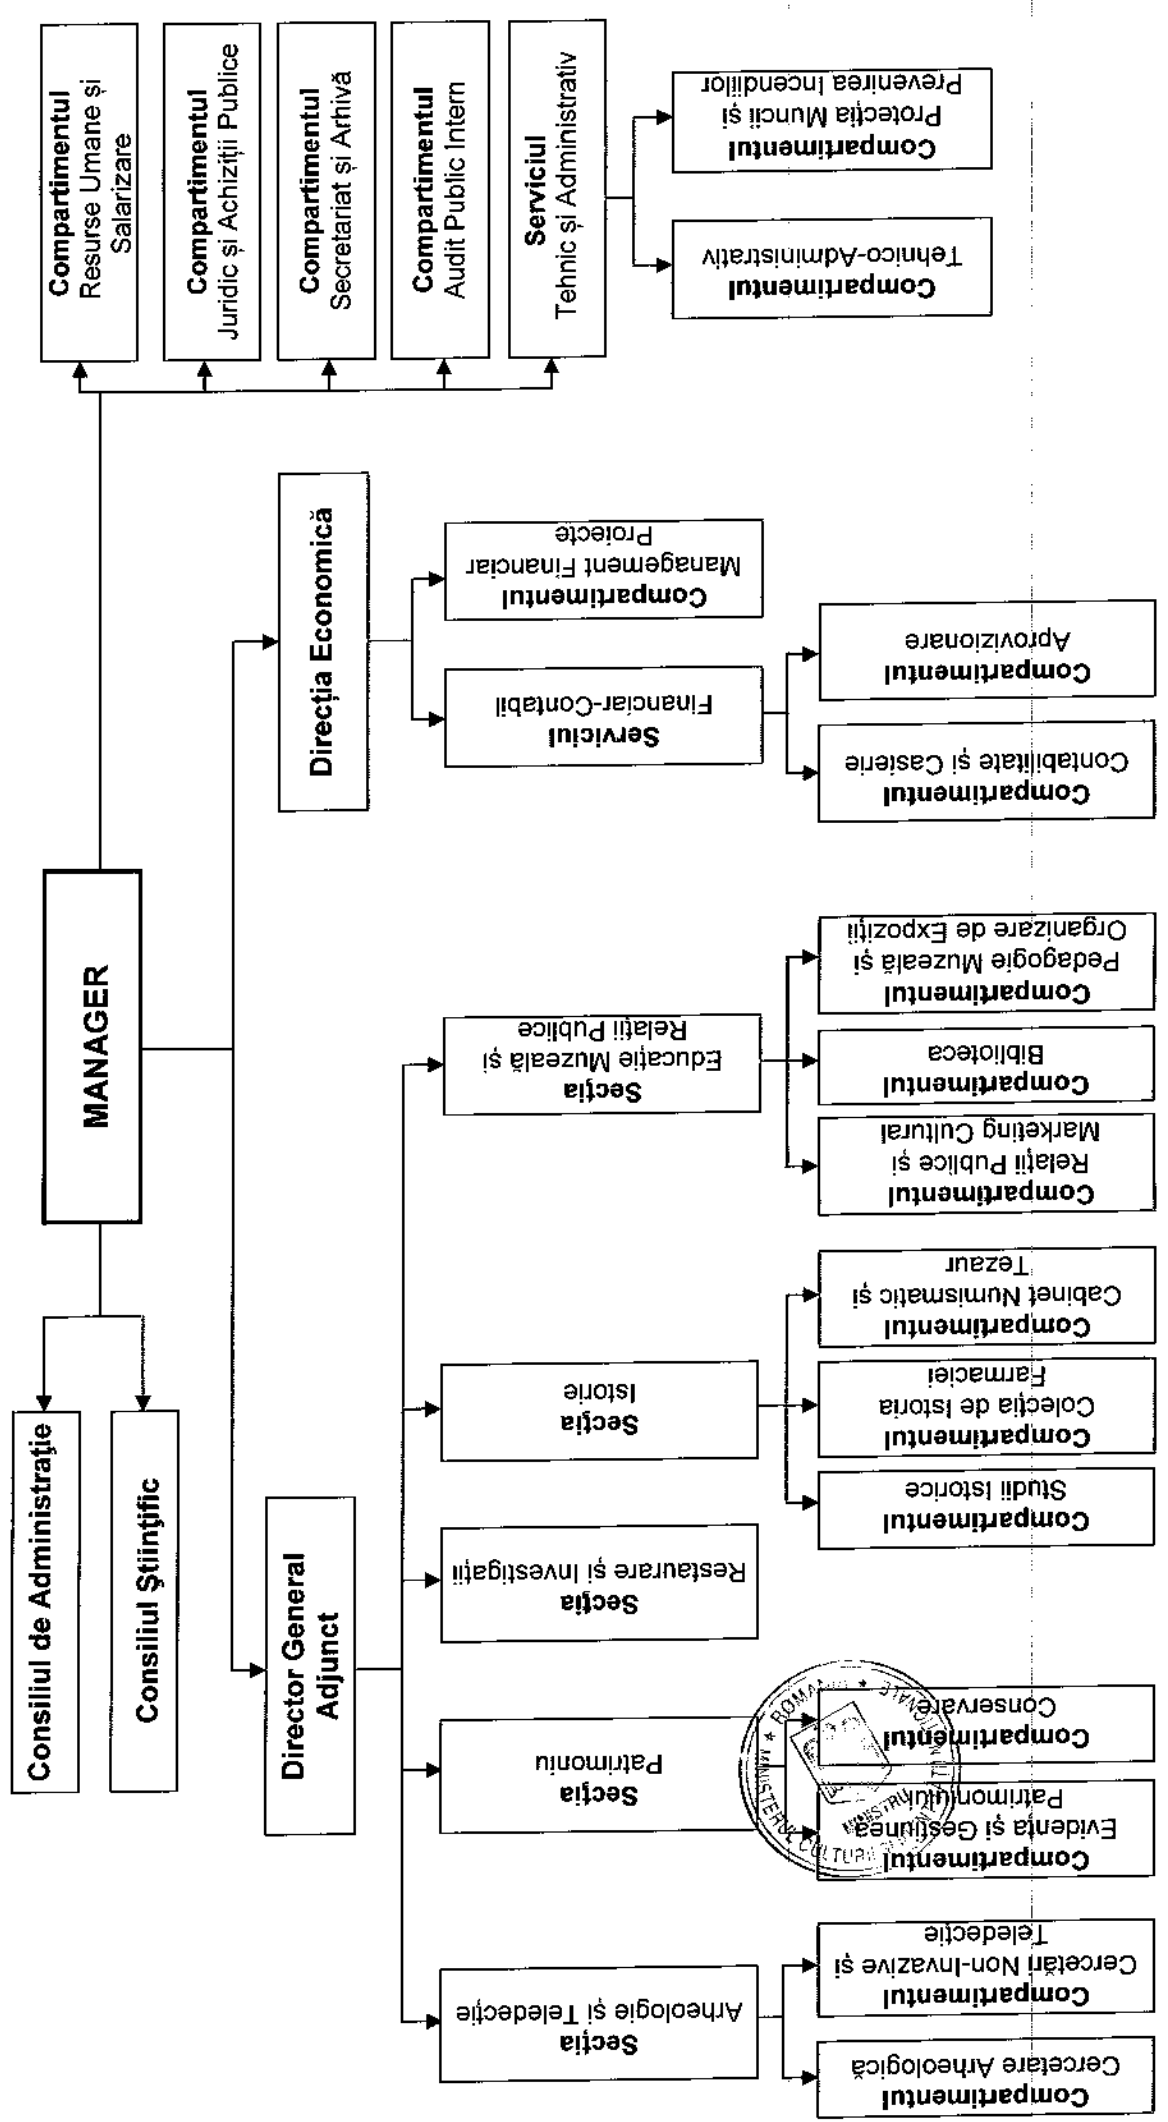 MANAGER
Consiliul de Administrație
Consiliul Științific
Compartimentul
Resurse Umane și
Salarizare
Compartimentul
Juridic și Achiziții Publice
Compartimentul
Secretariat și Arhivă
Compartimentul
Audit Public Intern
Serviciul
Tehnic și Administrativ
Compartimentul
Tehnico-Administrativ
Compartimentul
Protecția Muncii și
Prevenirea Incendiilor
Director General
Adjunct
Direcția Economică
Secția
Arheologie și Teledecție
Secția
Patrimoniu
Secția
Restaurare și Investigații
Secția
Istorie
Secția
Educație Muzeală și
Relații Publice
Serviciul
Financiar-Contabil
Compartimentul
Management Financiar
Proiecte
Compartimentul
Cercetare Arheologică
Compartimentul
Cercetări Non-Invazive și
Teledecție
Compartimentul
Evidența și Gestiunea
Patrimoniului
Compartimentul
Conservare
Compartimentul
Studii Istorice
Compartimentul
Colecția de Istoria
Farmaciei
Compartimentul
Cabinet Numismatic și
Tezaur
Compartimentul
Relații Publice și
Marketing Cultural
Compartimentul
Biblioteca
Compartimentul
Pedagogie Muzeală și
Organizare de Expoziții
Compartimentul
Contabilitate și Casierie
Compartimentul
Aprovizionare
MINISTERUL CULTURII